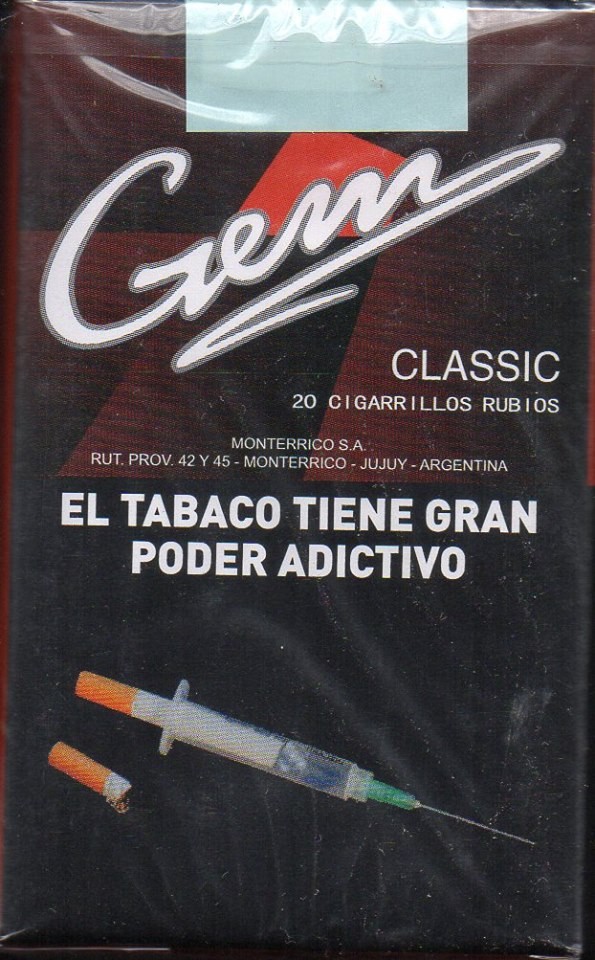 Gem
CLASSIC
20 CIGARRILLOS RUBIOS
MONTERRICO S.A.
RUT. PROV. 42 Y 45 - MONTERRICO - JUJUY - ARGENTINA
EL TABACO TIENE GRAN
PODER ADICTIVO